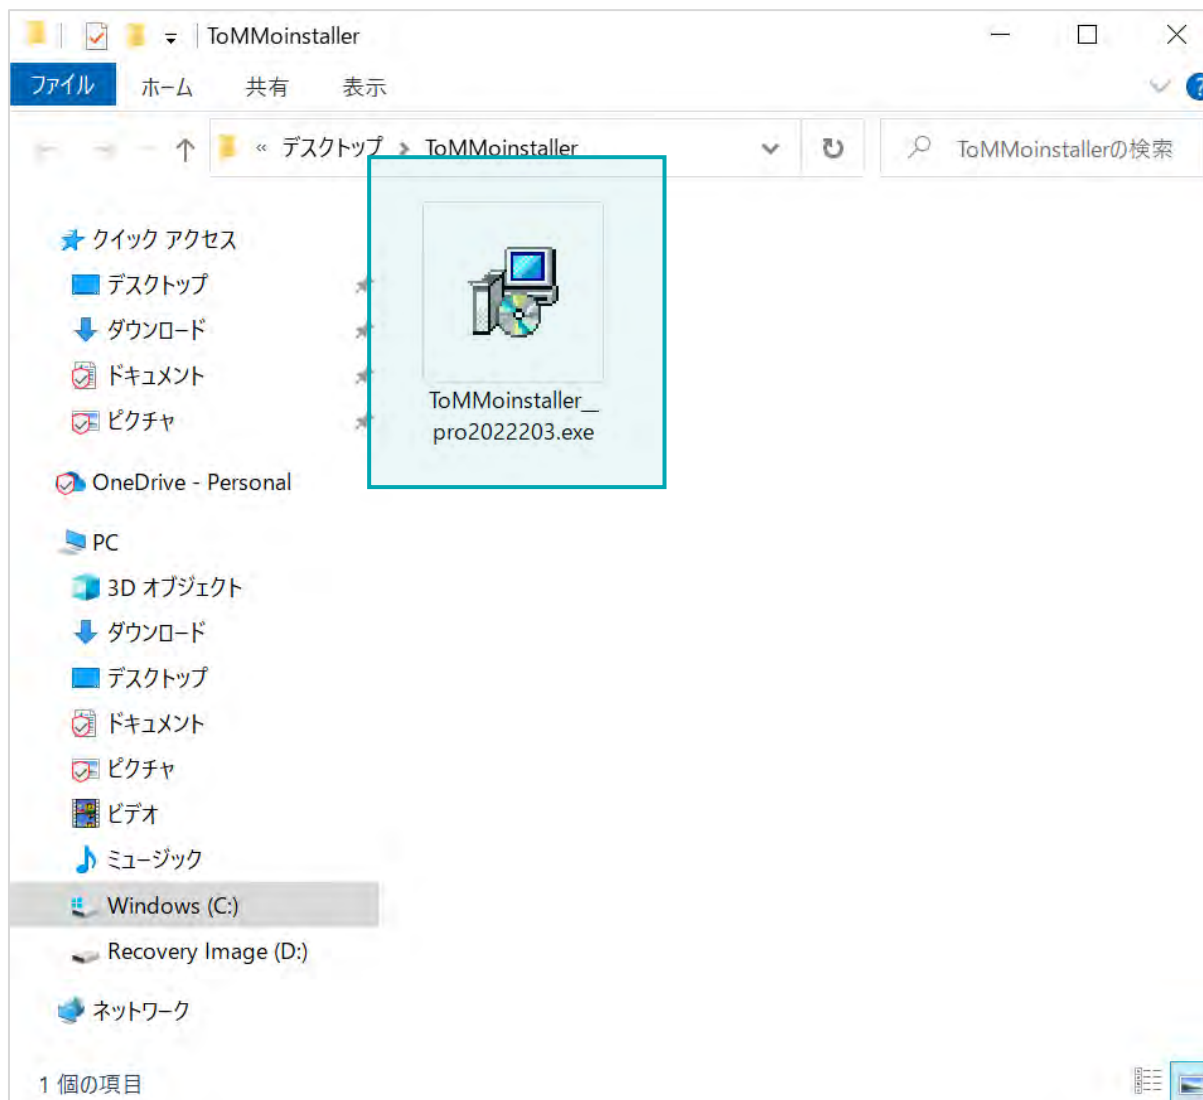 ToMMoinstaller
ファイル ホーム 共有 表示
« デスクトップ > ToMMoinstaller
ToMMoinstallerの検索
クイック アクセス
デスクトップ
ダウンロード
ドキュメント
ピクチャ
OneDrive - Personal
PC
3D オブジェクト
ダウンロード
デスクトップ
ドキュメント
ピクチャ
ビデオ
ミュージック
Windows (C:)
Recovery Image (D:)
ネットワーク
ToMMoinstaller__
pro2022203.exe
1 個の項目